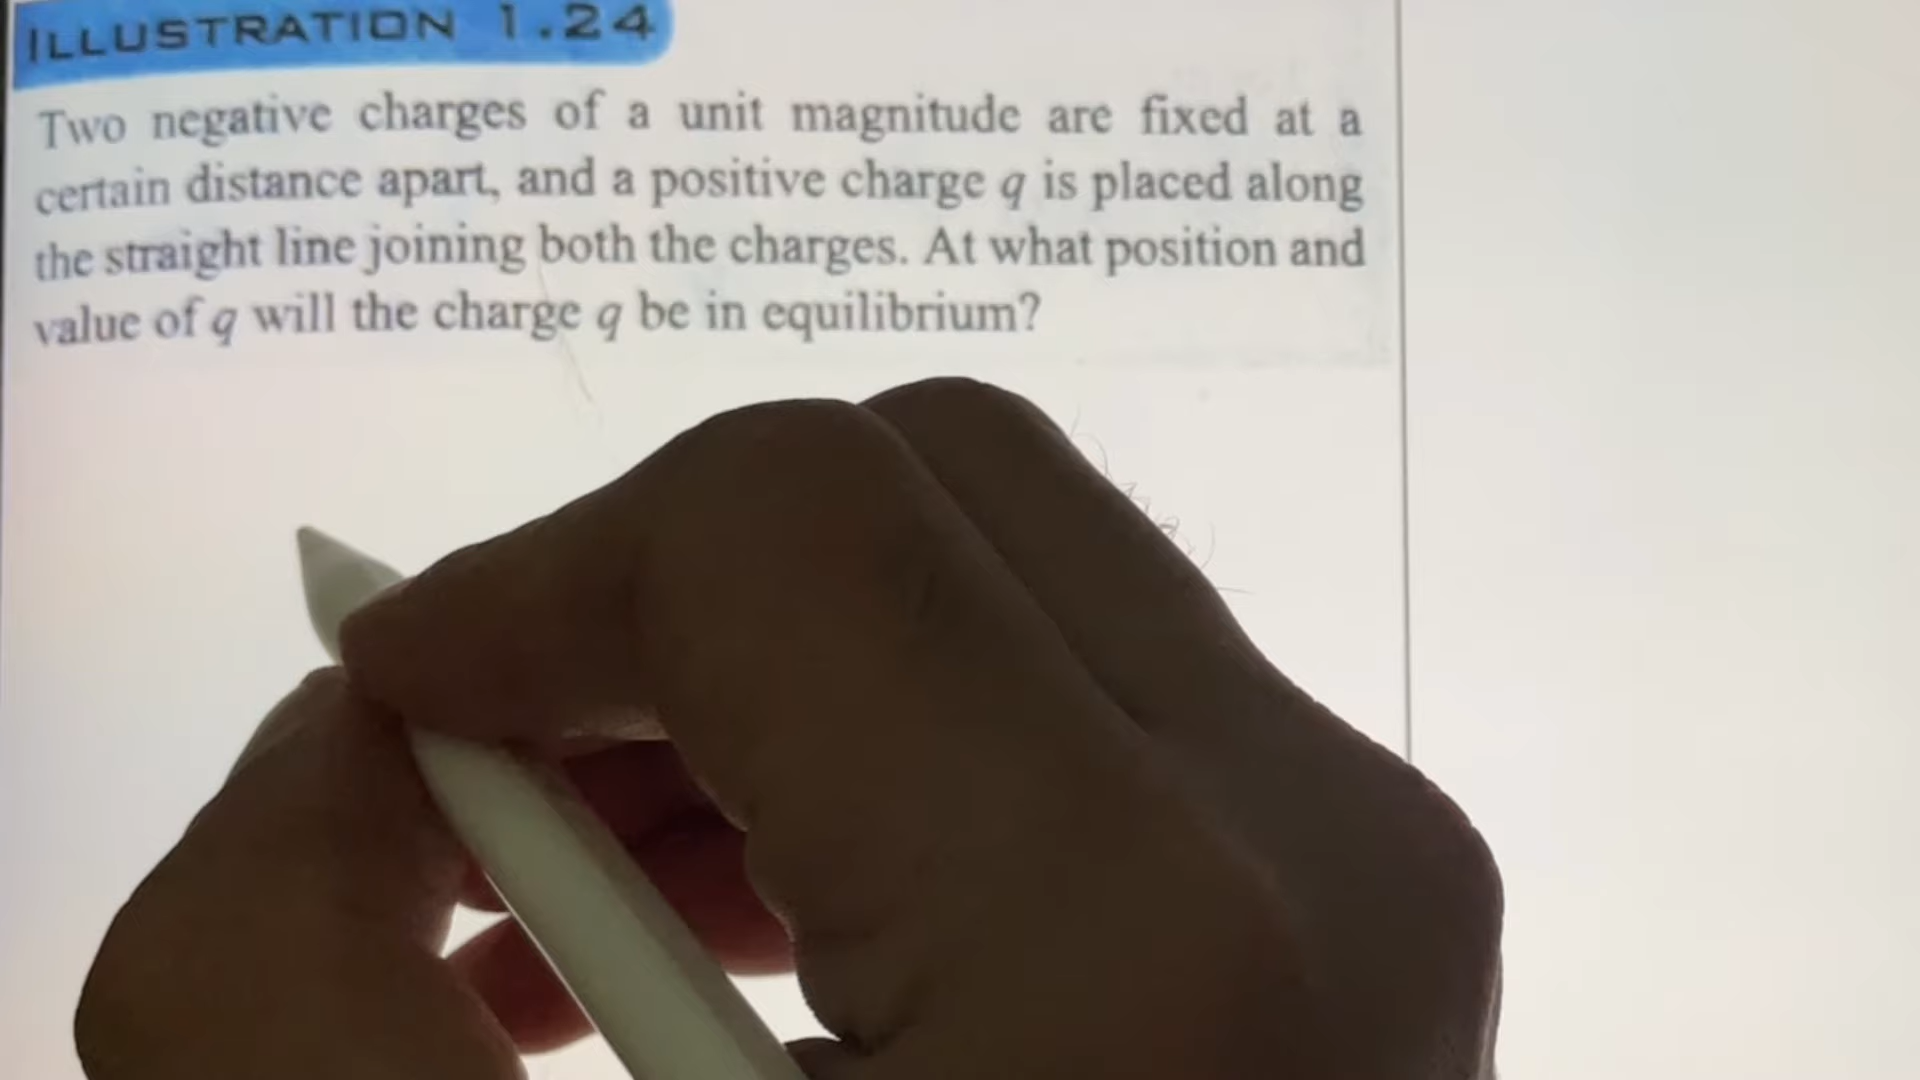 ILLUSTRATION 1.24
Two negative charges of a unit magnitude are fixed at a
certain distance apart, and a positive charge q is placed along
the straight line joining both the charges. At what position and
value of q will the charge q be in equilibrium?